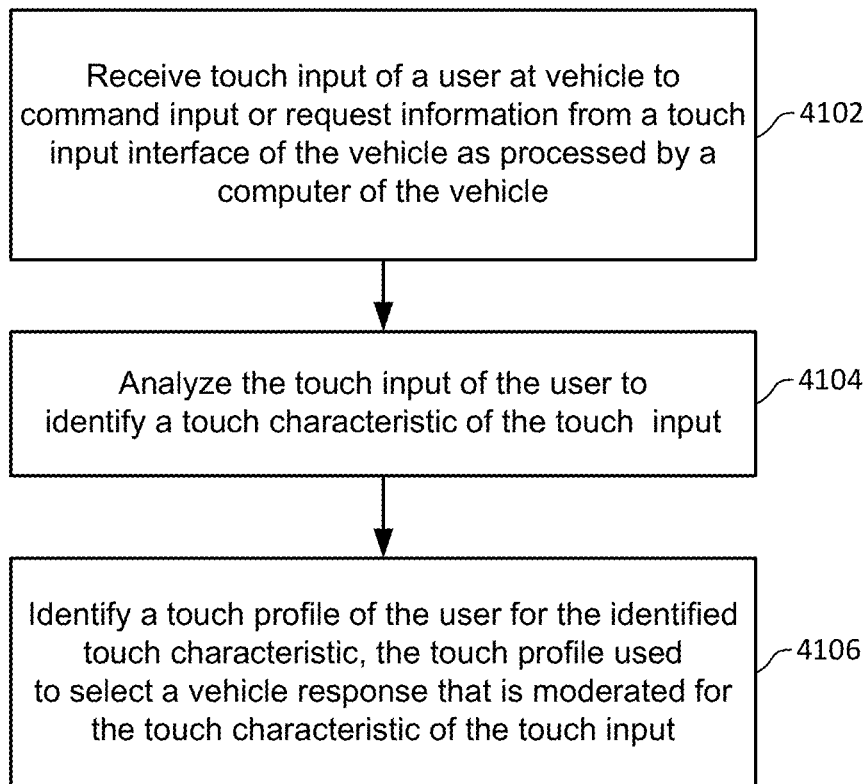 Receive touch input of a user at vehicle to
command input or request information from a touch
input interface of the vehicle as processed by a
computer of the vehicle
4102
Analyze the touch input of the user to
identify a touch characteristic of the touch input
4104
Identify a touch profile of the user for the identified
touch characteristic, the touch profile used
to select a vehicle response that is moderated for
the touch characteristic of the touch input
4106